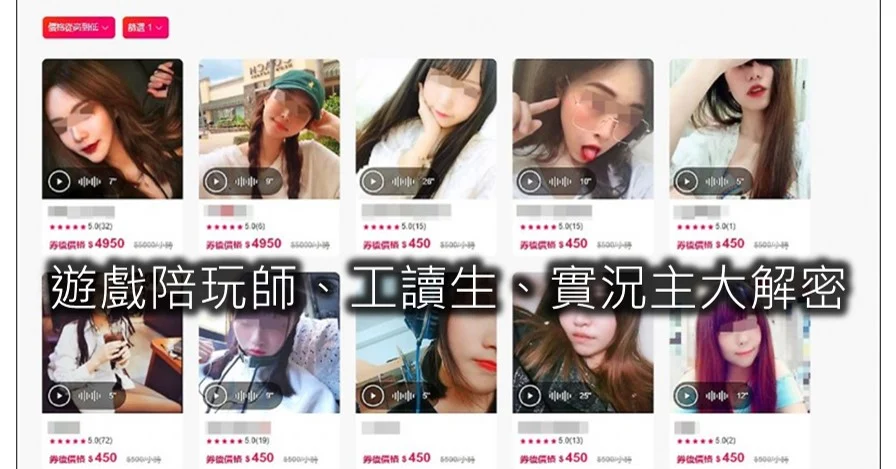 價格從高到低
篩選 1
7"
9"
28"
10"
5"
5.0(32)
5.0(6)
5.0(15)
5.0(15)
5.0(1)
券後價格 $4950 $5000/小時
券後價格 $4950 $5000/小時
券後價格 $450 $500/小時
券後價格 $450 $500/小時
券後價格 $450 $500/小時
遊戲陪玩師、工讀生、實況主大解密
5"
9"
5"
25"
12"
5.0(72)
5.0(19)
5.0(13)
5.0(2)
券後價格 $450 $500/小時
券後價格 $450 $500/小時
券後價格 $450 $500/小時
券後價格 $450 $500/小時
券後價格 $450 $500/小時